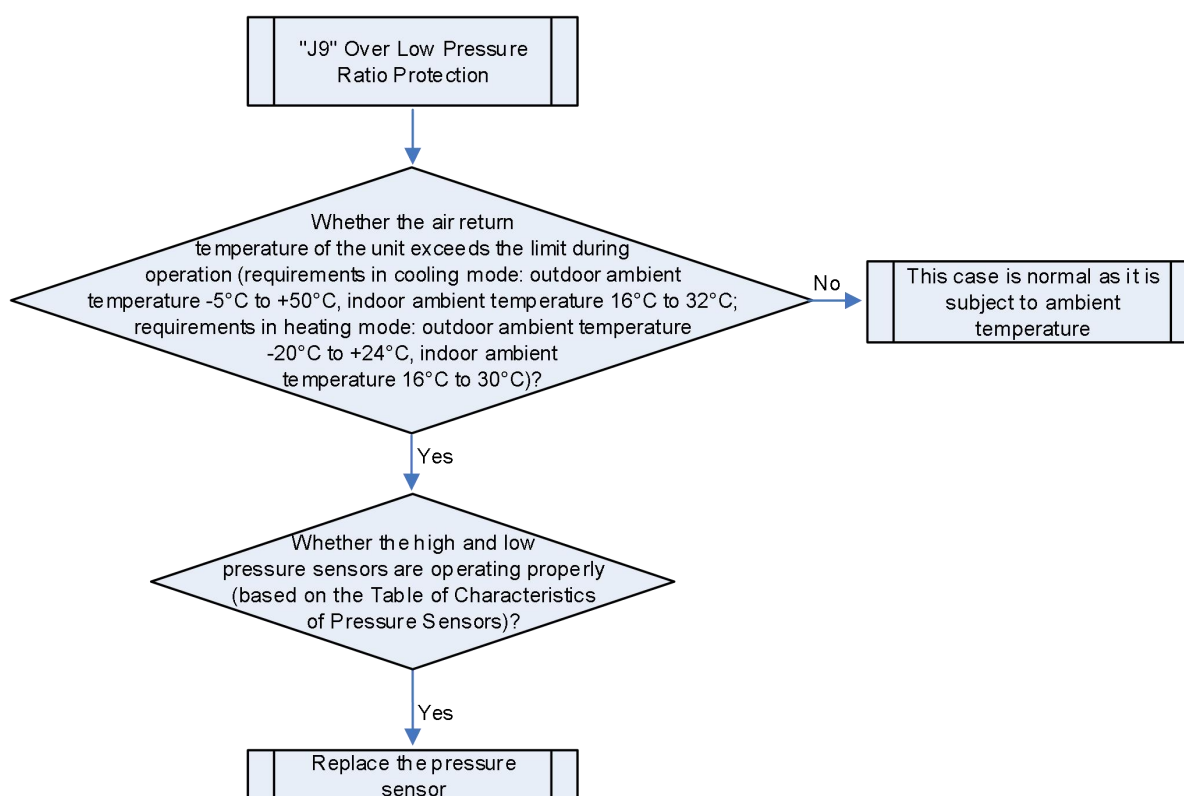 "J9" Over Low Pressure
Ratio Protection
Whether the air return
temperature of the unit exceeds the limit during
operation (requirements in cooling mode: outdoor ambient
temperature -5°C to +50°C, indoor ambient temperature 16°C to 32°C;
requirements in heating mode: outdoor ambient temperature
-20°C to +24°C, indoor ambient
temperature 16°C to 30°C)?
No
This case is normal as it is
subject to ambient
temperature
Yes
Whether the high and low
pressure sensors are operating properly
(based on the Table of Characteristics
of Pressure Sensors)?
Yes
Replace the pressure
sensor